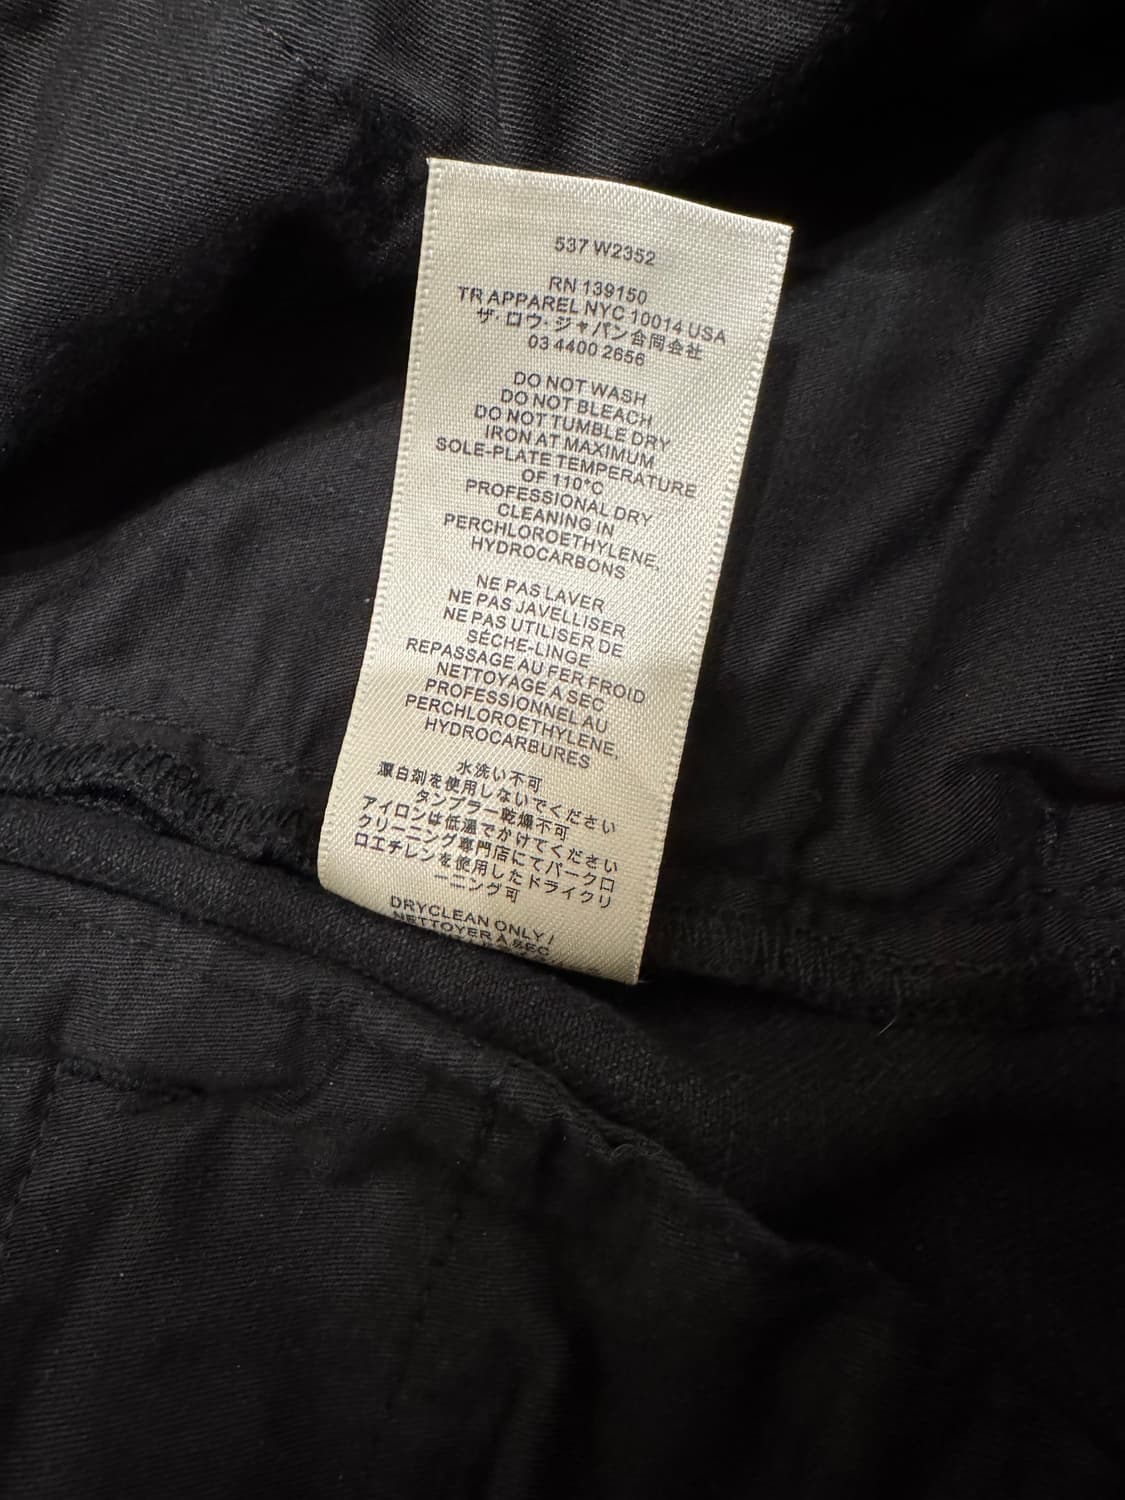 537 W2352
RN 139150
TR APPAREL NYC 10014 USA
ザ・ロウ・ジャパン合同会社
03 4400 2656
DO NOT WASH
DO NOT BLEACH
DO NOT TUMBLE DRY
IRON AT MAXIMUM
SOLE-PLATE TEMPERATURE
OF 110°C
PROFESSIONAL DRY
CLEANING IN
PERCHLOROETHYLENE,
HYDROCARBONS
NE PAS LAVER
NE PAS JAVELLISER
NE PAS UTILISER DE
SÉCHE-LINGE
REPASSAGE AU FER FROID
NETTOYAGE A SEC
PROFESSIONNEL AU
PERCHLOROETHYLENE,
HYDROCARBURES
水洗い不可
漂白剤を使用しないでください
タンブラー乾燥不可
アイロンは低温でかけてください
クリーニング専門店にてパークロ
ロエチレンを使用したドライクリ
ーニング可
DRYCLEAN ONLY /
NETTOYER À SEC